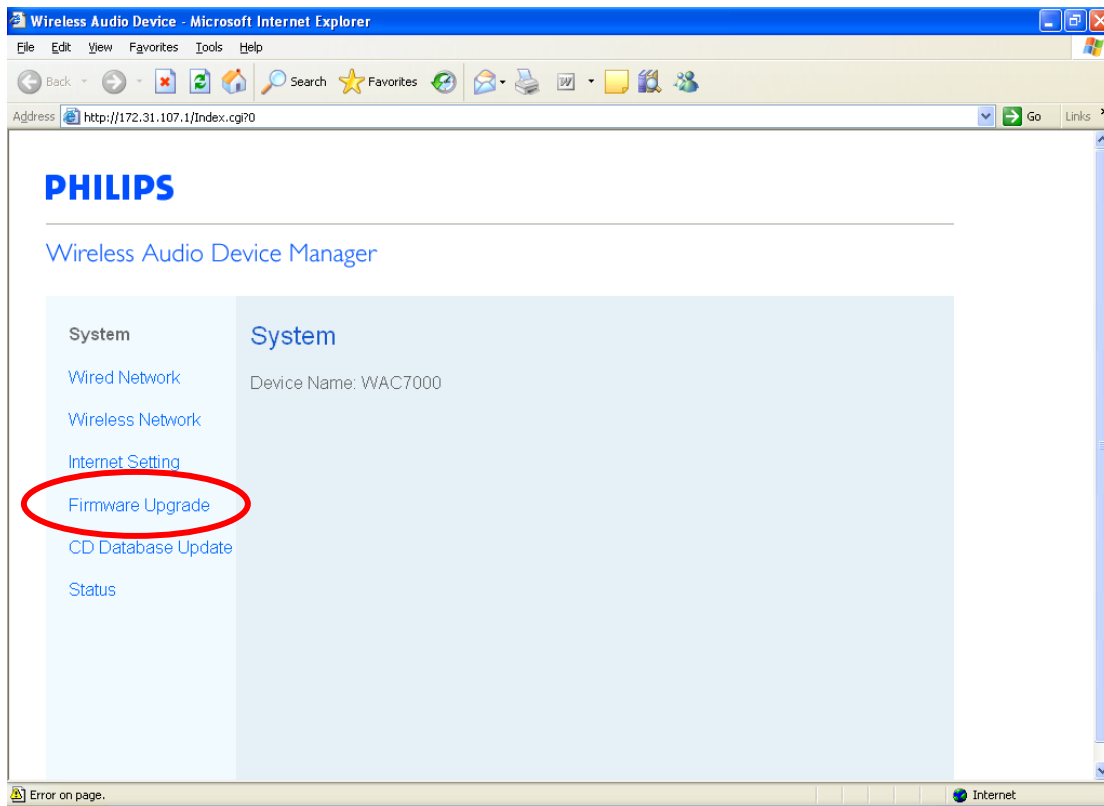 Wireless Audio Device - Microsoft Internet Explorer
File Edit View Favorites Tools Help
Back Search Favorites W
Address http://172.31.107.1/Index.cgi?0 Go Links
PHILIPS
Wireless Audio Device Manager
System
Wired Network
Wireless Network
Internet Setting
Firmware Upgrade
CD Database Update
Status
System
Device Name: WAC7000
Error on page. Internet